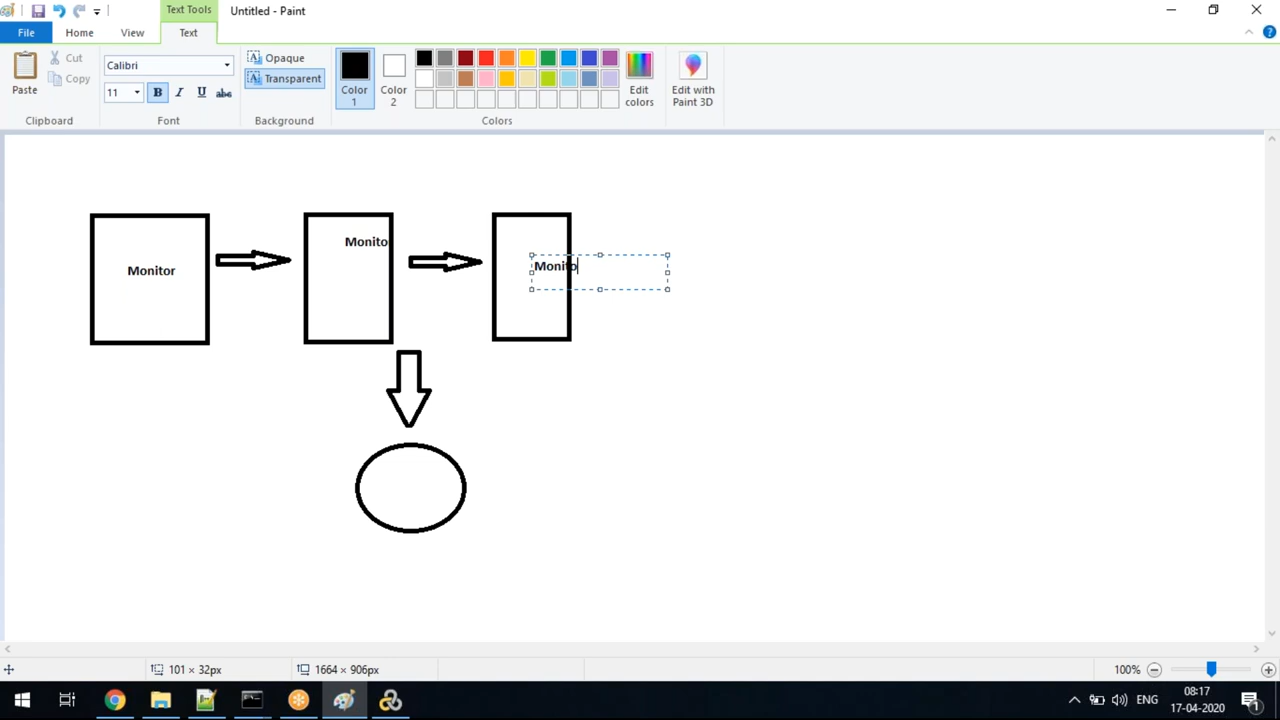 Text Tools
Untitled - Paint
File
Home
View
Text
Paste
Cut
Copy
Clipboard
Calibri
11
B
I
U
abc
Font
Opaque
Transparent
Background
Color
1
Color
2
Edit
colors
Colors
Edit with
Paint 3D
Monitor
Monito
Monito
101 × 32px
1664 × 906px
100%
ENG
08:17
17-04-2020
1